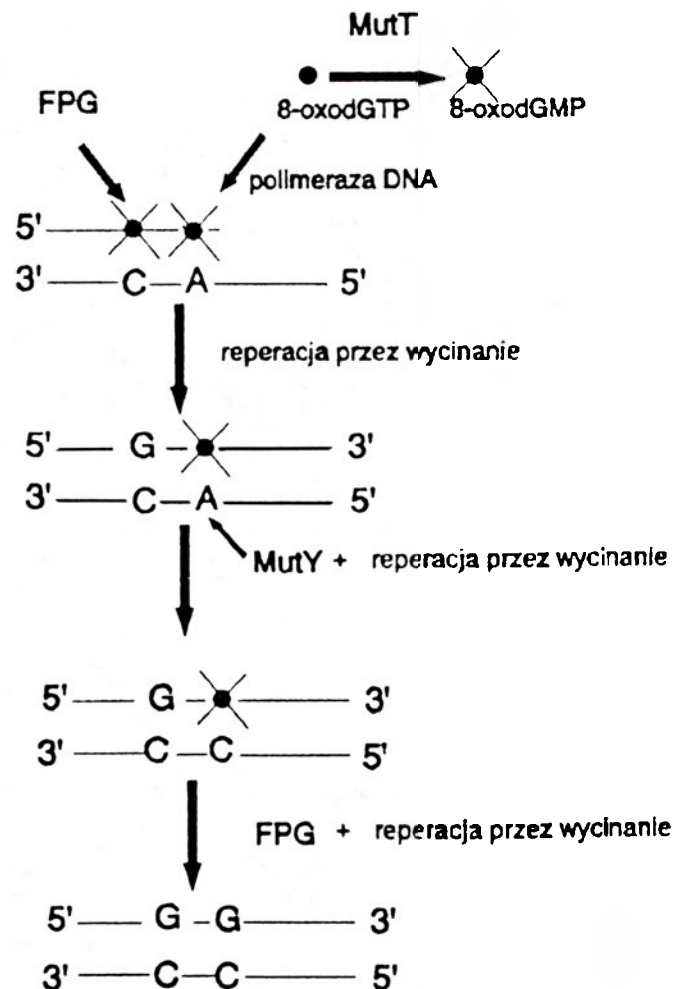 MutT
FPG
8-oxodGTP 8-oxodGMP
polimeraza DNA
5'
3' C A 5'
reperacja przez wycinanie
5' G 3'
3' C A 5'
MutY + reperacja przez wycinanie
5' G 3'
3' C C 5'
FPG + reperacja przez wycinanie
5' G G 3'
3' C C 5'